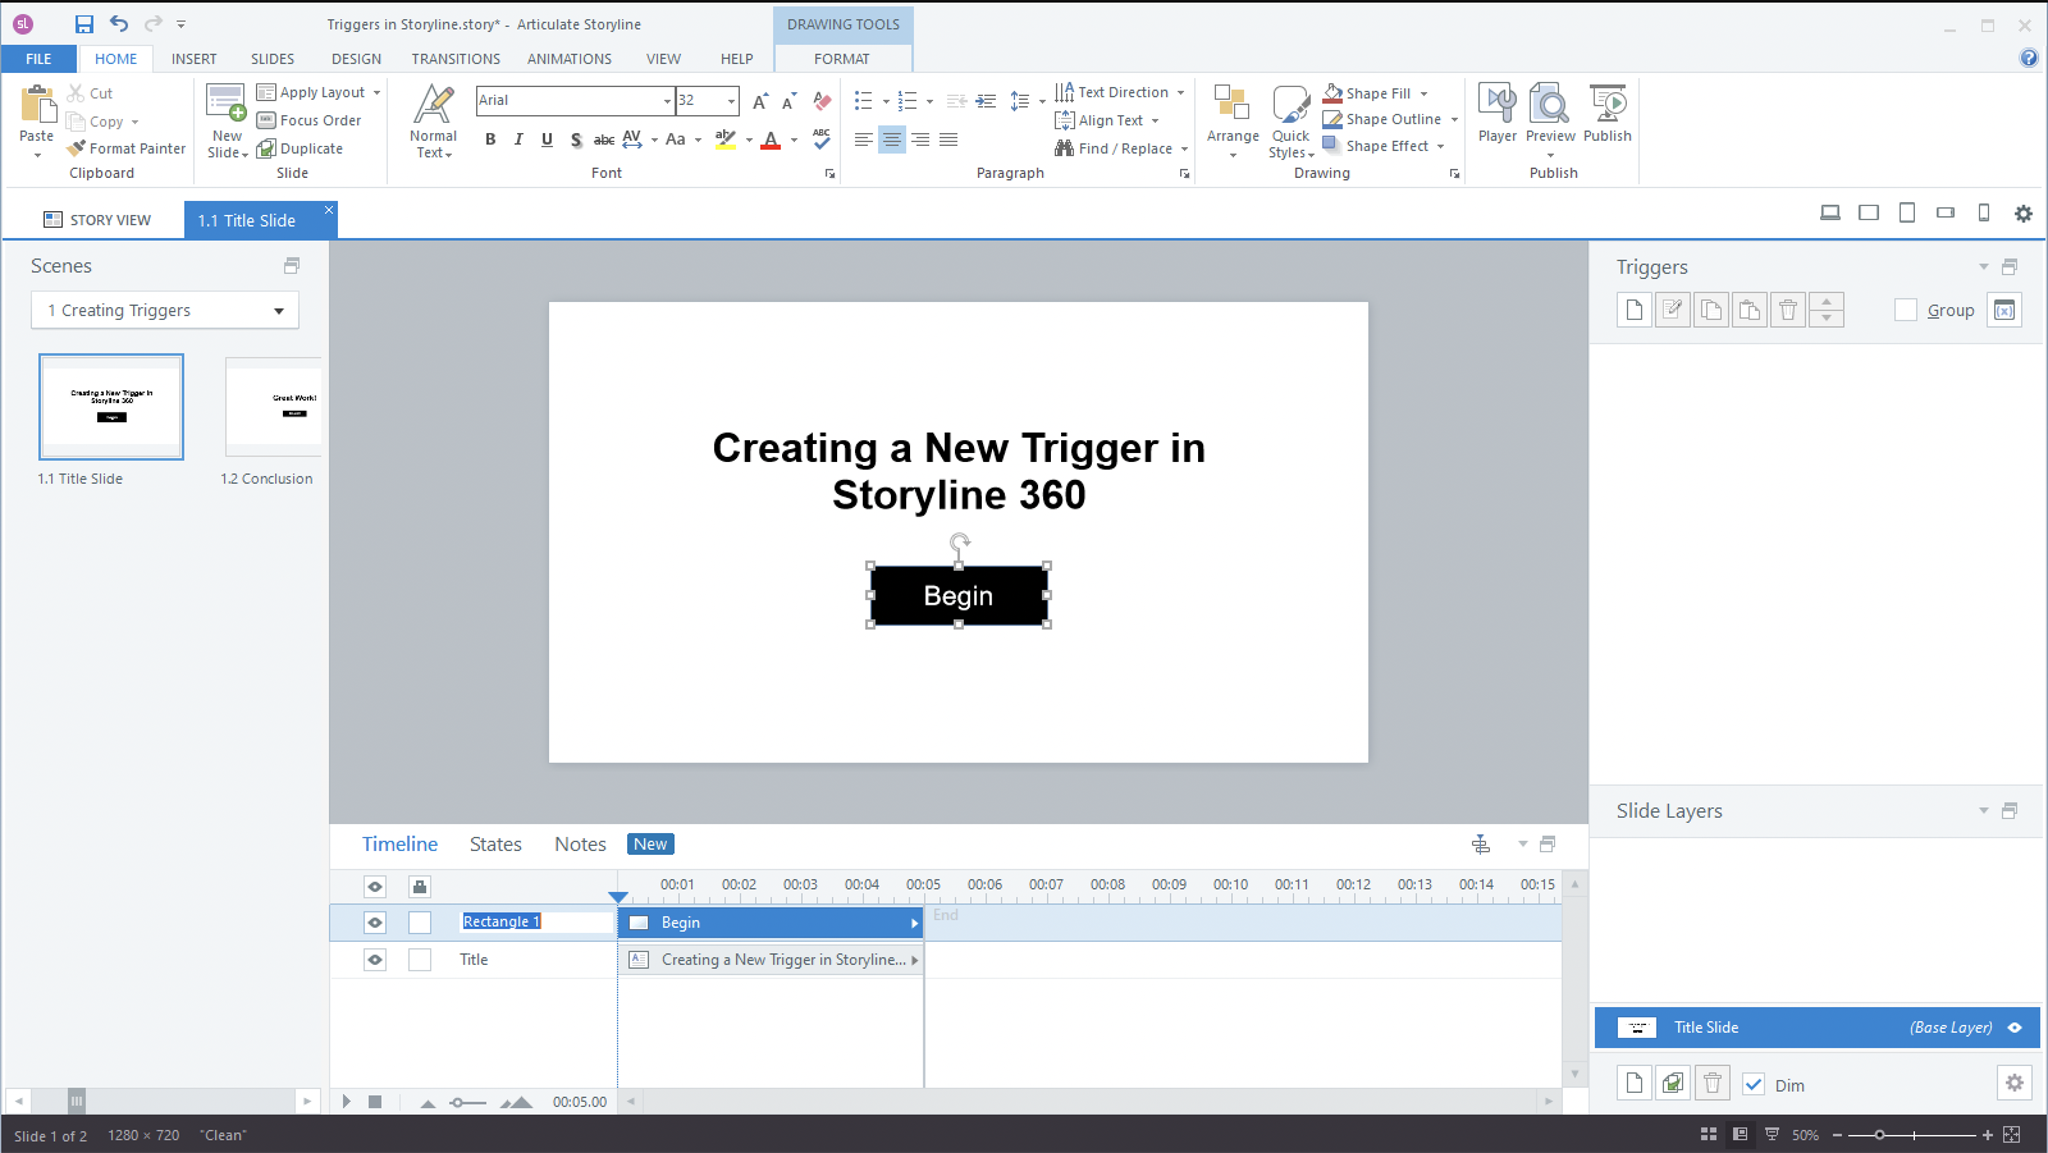 sL
Triggers in Storyline.story* - Articulate Storyline
DRAWING TOOLS
FILE HOME INSERT SLIDES DESIGN TRANSITIONS ANIMATIONS VIEW HELP FORMAT
Paste
Cut
Copy
Format Painter
Clipboard
New Slide
Apply Layout
Focus Order
Duplicate
Slide
Normal Text
Arial
32
B I U S abc AV Aa ab A ABC
Font
Text Direction
Align Text
Find / Replace
Paragraph
Arrange
Quick Styles
Shape Fill
Shape Outline
Shape Effect
Drawing
Player
Preview
Publish
Publish
STORY VIEW
1.1 Title Slide
Scenes
1 Creating Triggers
Creating a New Trigger in
Storyline 360
Begin
Great Work!
1.1 Title Slide
1.2 Conclusion
Creating a New Trigger in
Storyline 360
Begin
Triggers
Group
(x)
Slide Layers
Title Slide (Base Layer)
Dim
Timeline States Notes New
00:01 00:02 00:03 00:04 00:05 00:06 00:07 00:08 00:09 00:10 00:11 00:12 00:13 00:14 00:15
Rectangle 1 Begin End
Title Creating a New Trigger in Storyline...
00:05.00
Slide 1 of 2 1280 × 720 "Clean" 50%